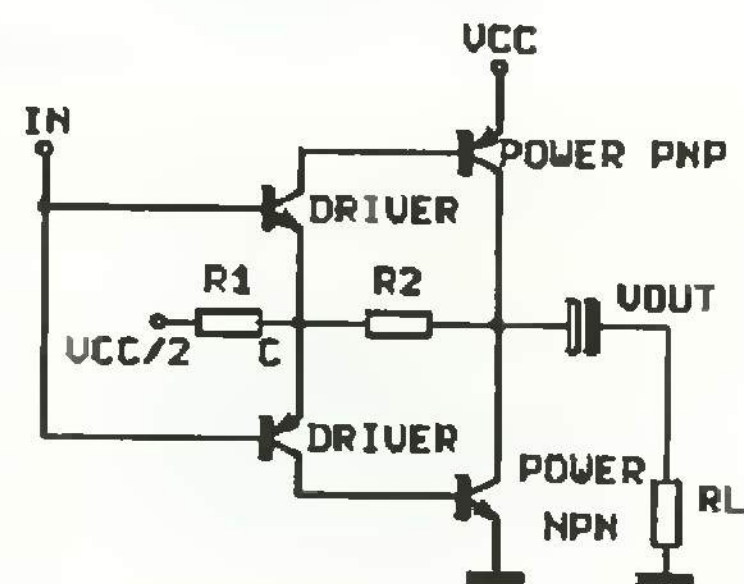 VCC
IN
POWER PNP
DRIVER
R1
R2
VOUT
VCC/2
C
DRIVER
POWER
NPN
RL